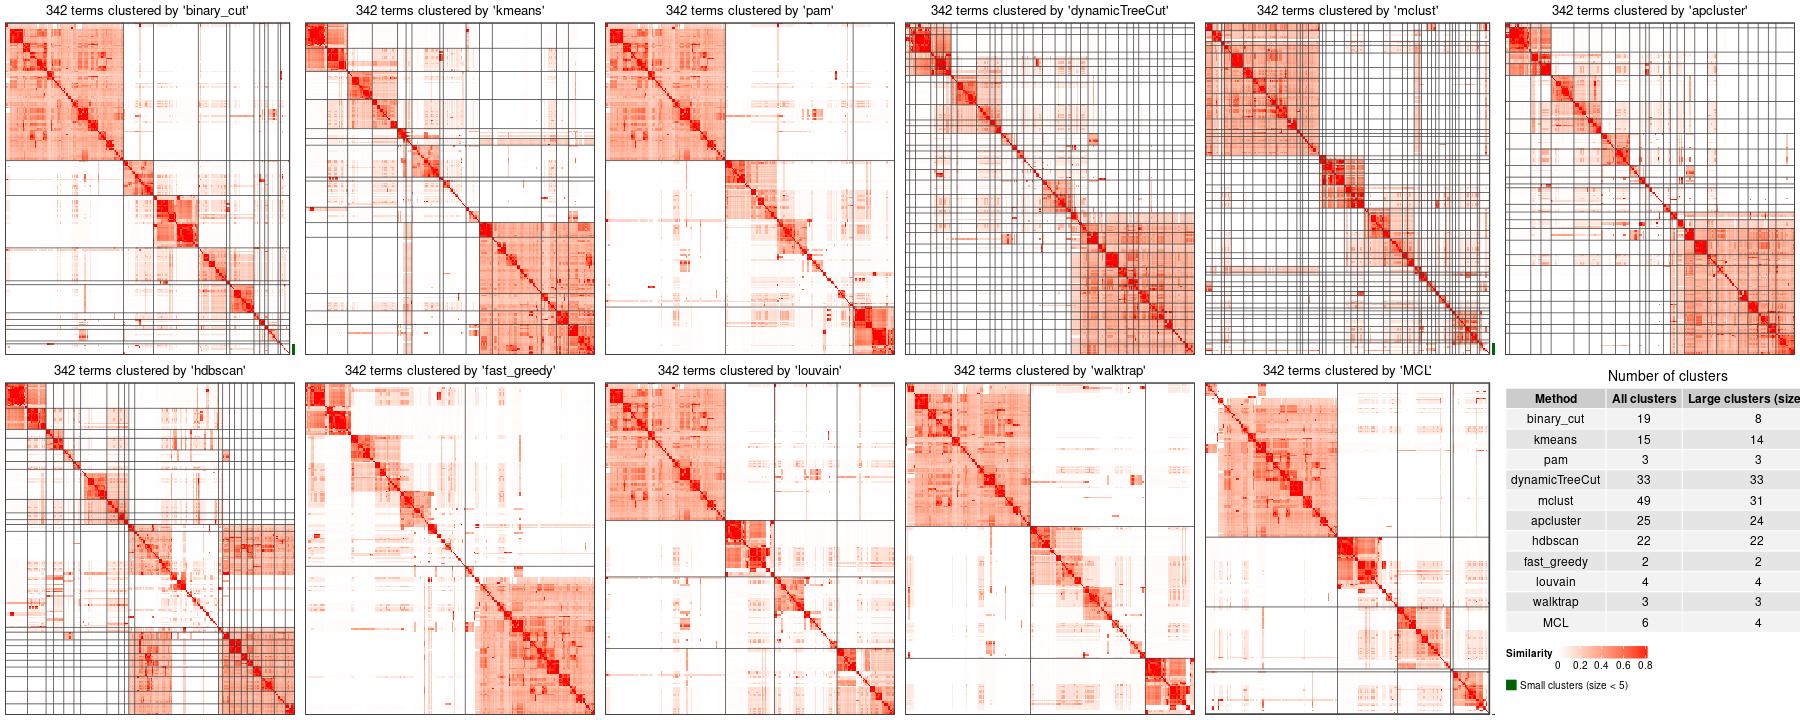 342 terms clustered by 'binary_cut'
342 terms clustered by 'kmeans'
342 terms clustered by 'pam'
342 terms clustered by 'dynamicTreeCut'
342 terms clustered by 'mclust'
342 terms clustered by 'apcluster'
342 terms clustered by 'hdbscan'
342 terms clustered by 'fast_greedy'
342 terms clustered by 'louvain'
342 terms clustered by 'walktrap'
342 terms clustered by 'MCL'
Number of clusters
Method All clusters Large clusters (size
binary_cut 19 8
kmeans 15 14
pam 3 3
dynamicTreeCut 33 33
mclust 49 31
apcluster 25 24
hdbscan 22 22
fast_greedy 2 2
louvain 4 4
walktrap 3 3
MCL 6 4
Similarity
0 0.2 0.4 0.6 0.8
Small clusters (size < 5)